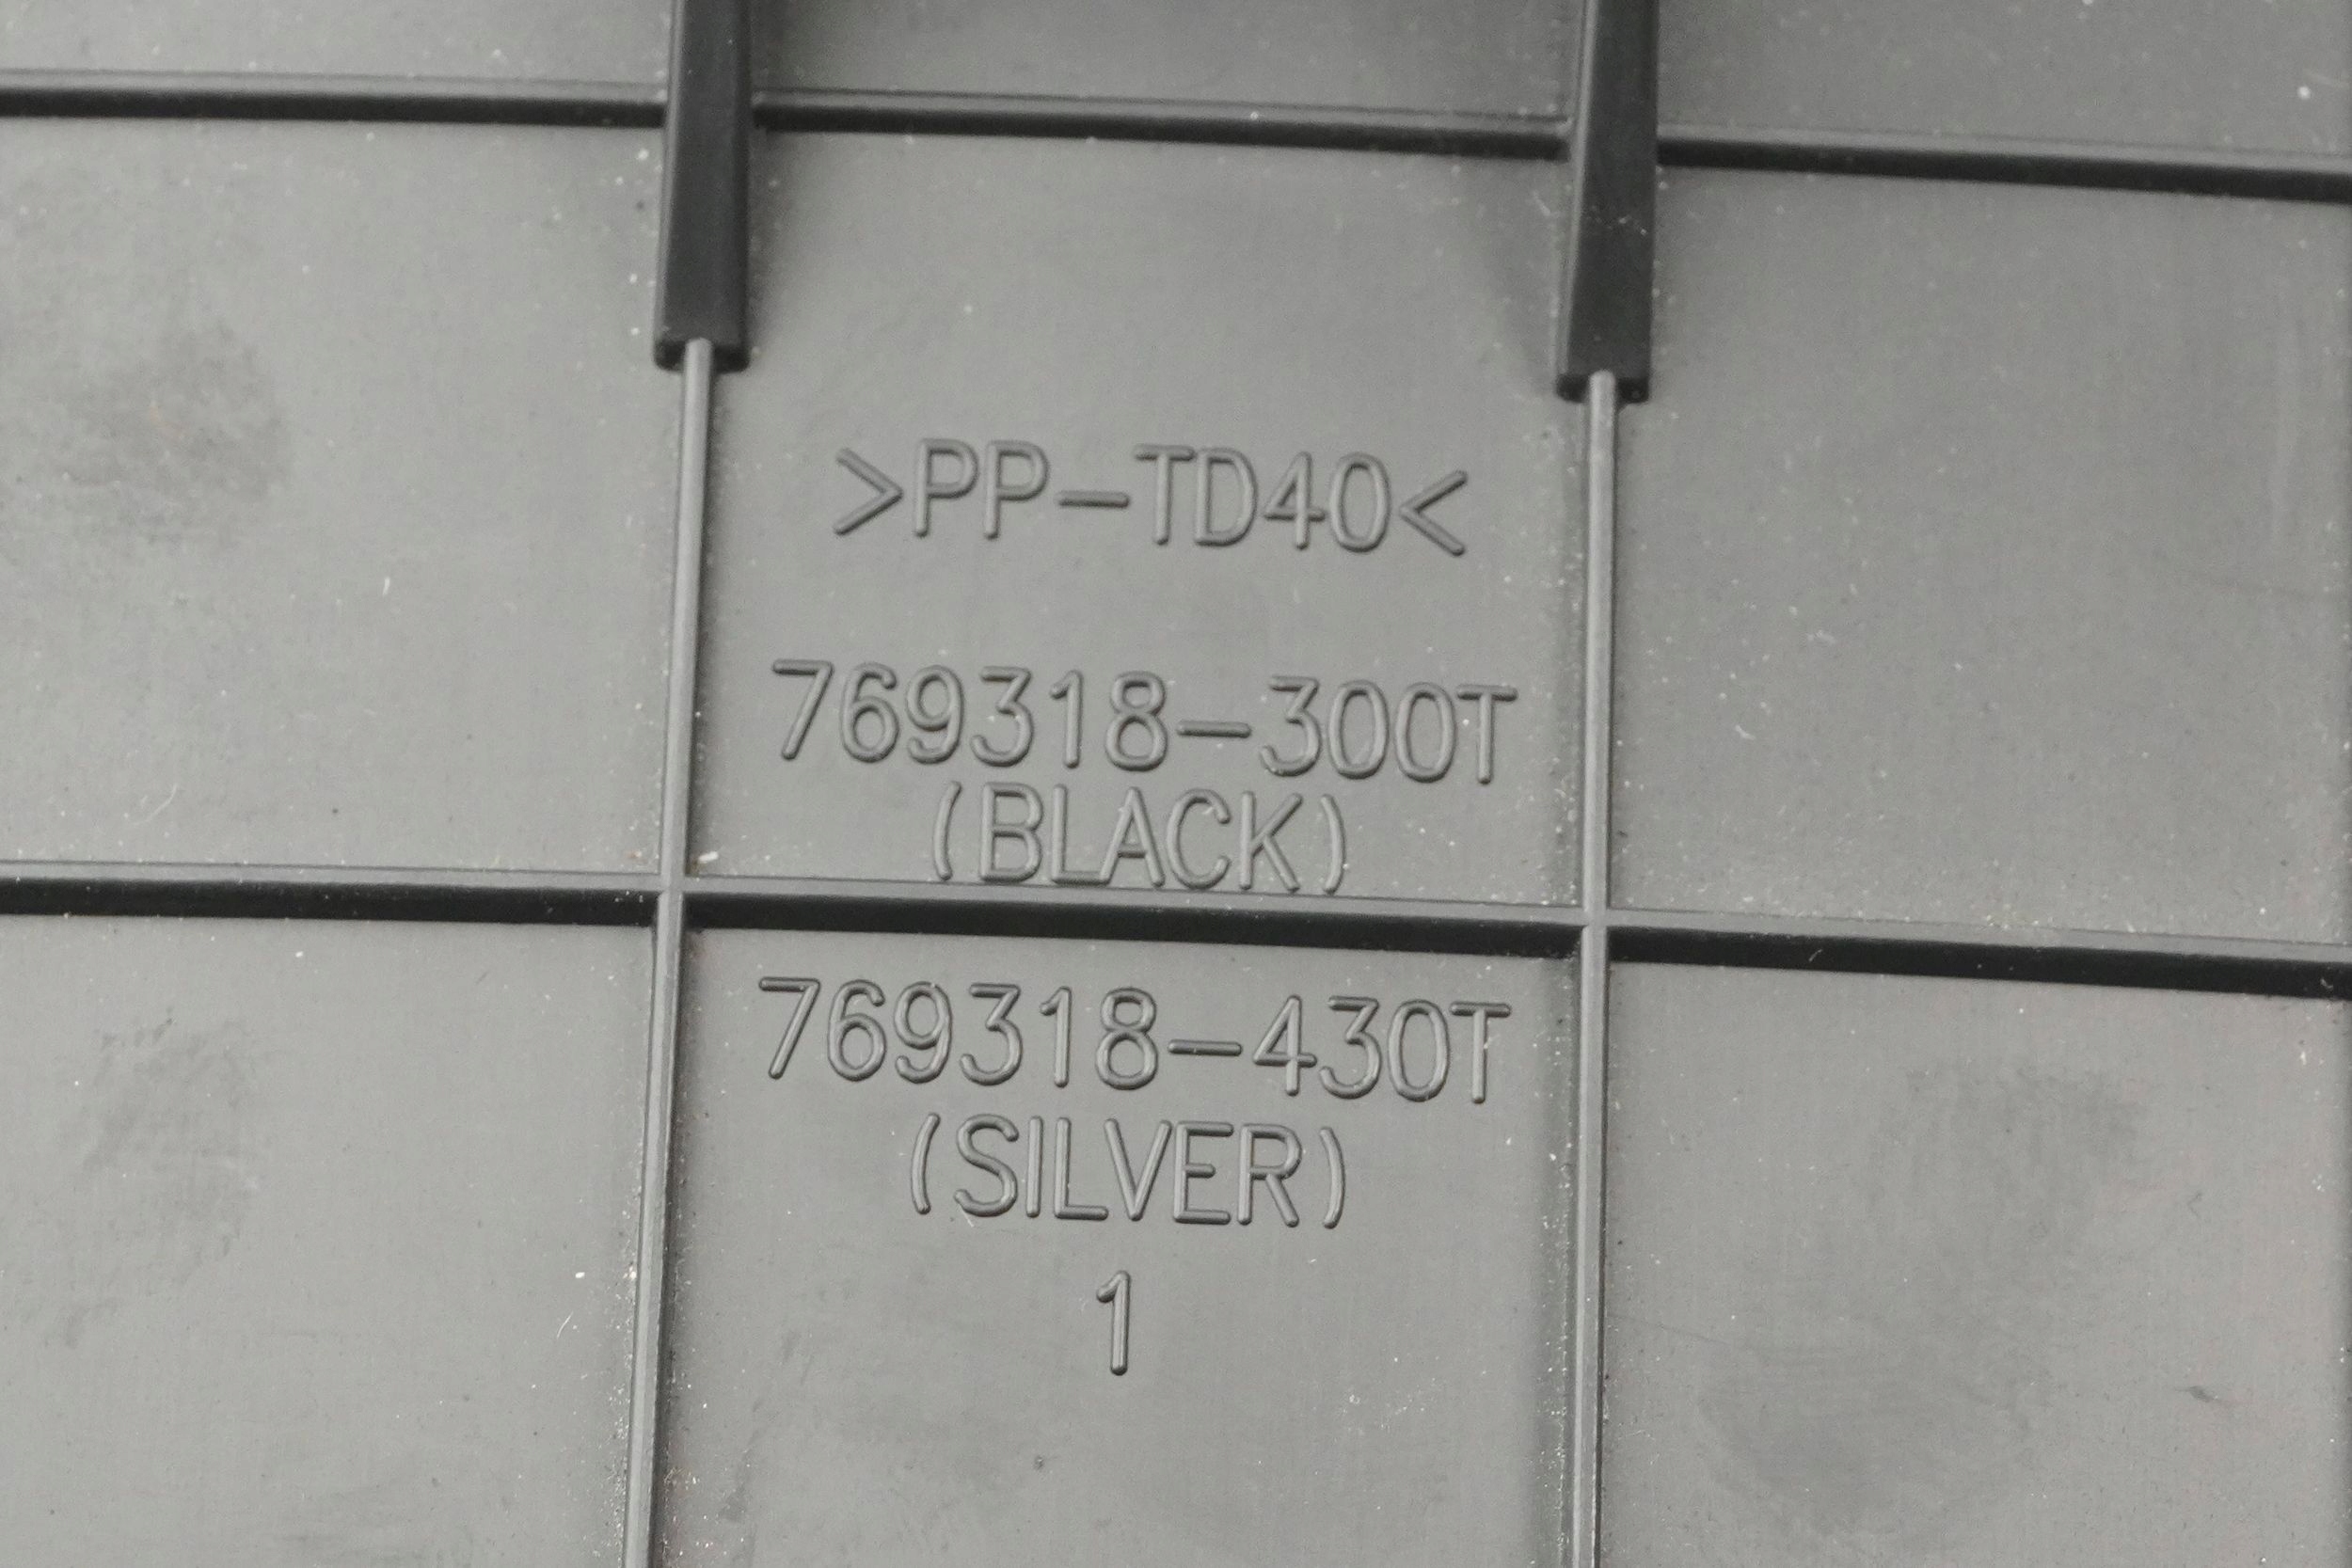 >PP-TD40<
769318-300T
(BLACK)
769318-430T
(SILVER)
1